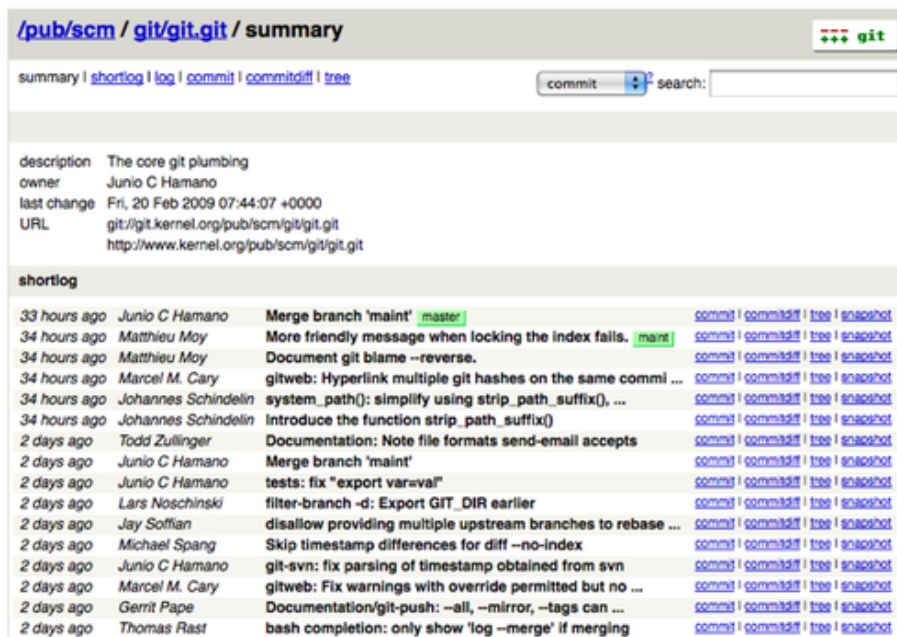 /pub/scm / git/git.git / summary
git
summary | shortlog | log | commit | commitdiff | tree
commit ? search:
description The core git plumbing
owner Junio C Hamano
last change Fri, 20 Feb 2009 07:44:07 +0000
URL git://git.kernel.org/pub/scm/git/git.git
http://www.kernel.org/pub/scm/git/git.git
shortlog
33 hours ago Junio C Hamano Merge branch 'maint' master commit | commitdiff | tree | snapshot
34 hours ago Matthieu Moy More friendly message when locking the index fails. maint commit | commitdiff | tree | snapshot
34 hours ago Matthieu Moy Document git blame --reverse. commit | commitdiff | tree | snapshot
34 hours ago Marcel M. Cary gitweb: Hyperlink multiple git hashes on the same commi ... commit | commitdiff | tree | snapshot
34 hours ago Johannes Schindelin system_path(): simplify using strip_path_suffix(), ... commit | commitdiff | tree | snapshot
34 hours ago Johannes Schindelin Introduce the function strip_path_suffix() commit | commitdiff | tree | snapshot
2 days ago Todd Zullinger Documentation: Note file formats send-email accepts commit | commitdiff | tree | snapshot
2 days ago Junio C Hamano Merge branch 'maint' commit | commitdiff | tree | snapshot
2 days ago Junio C Hamano tests: fix "export var=val" commit | commitdiff | tree | snapshot
2 days ago Lars Noschinski filter-branch -d: Export GIT_DIR earlier commit | commitdiff | tree | snapshot
2 days ago Jay Soffian disallow providing multiple upstream branches to rebase ... commit | commitdiff | tree | snapshot
2 days ago Michael Spang Skip timestamp differences for diff --no-index commit | commitdiff | tree | snapshot
2 days ago Junio C Hamano git-svn: fix parsing of timestamp obtained from svn commit | commitdiff | tree | snapshot
2 days ago Marcel M. Cary gitweb: Fix warnings with override permitted but no ... commit | commitdiff | tree | snapshot
2 days ago Gerrit Pape Documentation/git-push: --all, --mirror, --tags can ... commit | commitdiff | tree | snapshot
2 days ago Thomas Rast bash completion: only show 'log --merge' if merging commit | commitdiff | tree | snapshot